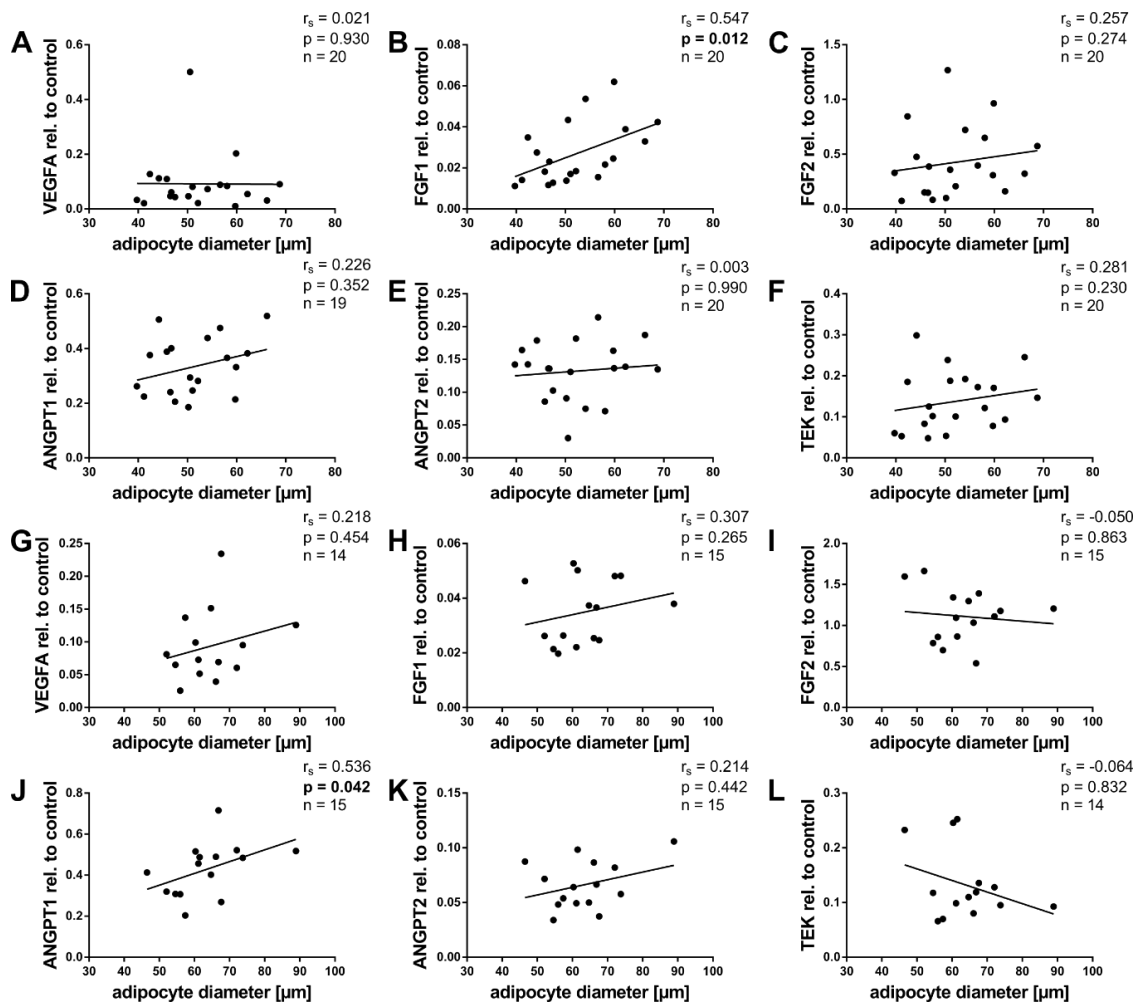 A
rs = 0.021
p = 0.930
n = 20
VEGFA rel. to control
0.6
0.4
0.2
0.0
30 40 50 60 70 80
adipocyte diameter [µm]
B
rs = 0.547
p = 0.012
n = 20
FGF1 rel. to control
0.08
0.06
0.04
0.02
0.00
30 40 50 60 70 80
adipocyte diameter [µm]
C
rs = 0.257
p = 0.274
n = 20
FGF2 rel. to control
1.5
1.0
0.5
0.0
30 40 50 60 70 80
adipocyte diameter [µm]
D
rs = 0.226
p = 0.352
n = 19
ANGPT1 rel. to control
0.6
0.4
0.2
0.0
30 40 50 60 70 80
adipocyte diameter [µm]
E
rs = 0.003
p = 0.990
n = 20
ANGPT2 rel. to control
0.25
0.20
0.15
0.10
0.05
0.00
30 40 50 60 70 80
adipocyte diameter [µm]
F
rs = 0.281
p = 0.230
n = 20
TEK rel. to control
0.4
0.3
0.2
0.1
0.0
30 40 50 60 70 80
adipocyte diameter [µm]
G
rs = 0.218
p = 0.454
n = 14
VEGFA rel. to control
0.25
0.20
0.15
0.10
0.05
0.00
30 40 50 60 70 80 90 100
adipocyte diameter [µm]
H
rs = 0.307
p = 0.265
n = 15
FGF1 rel. to control
0.06
0.04
0.02
0.00
30 40 50 60 70 80 90 100
adipocyte diameter [µm]
I
rs = -0.050
p = 0.863
n = 15
FGF2 rel. to control
2.0
1.5
1.0
0.5
0.0
30 40 50 60 70 80 90 100
adipocyte diameter [µm]
J
rs = 0.536
p = 0.042
n = 15
ANGPT1 rel. to control
0.8
0.6
0.4
0.2
0.0
30 40 50 60 70 80 90 100
adipocyte diameter [µm]
K
rs = 0.214
p = 0.442
n = 15
ANGPT2 rel. to control
0.15
0.10
0.05
0.00
30 40 50 60 70 80 90 100
adipocyte diameter [µm]
L
rs = -0.064
p = 0.832
n = 14
TEK rel. to control
0.3
0.2
0.1
0.0
30 40 50 60 70 80 90 100
adipocyte diameter [µm]